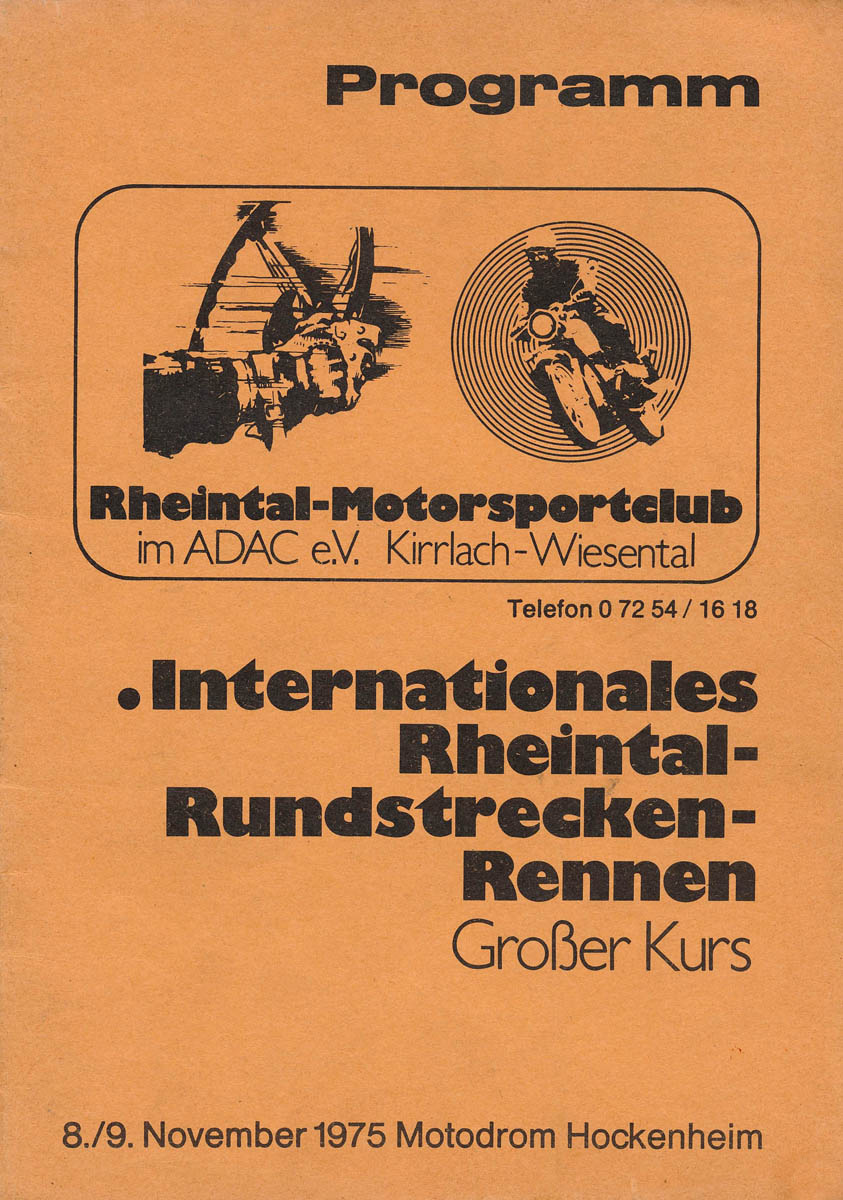 Programm
Rheintal-Motorsportclub
im ADAC e.V. Kirrlach-Wiesental
Telefon 0 72 54 / 16 18
. Internationales
Rheintal-
Rundstrecken-
Rennen
Großer Kurs
8./9. November 1975 Motodrom Hockenheim